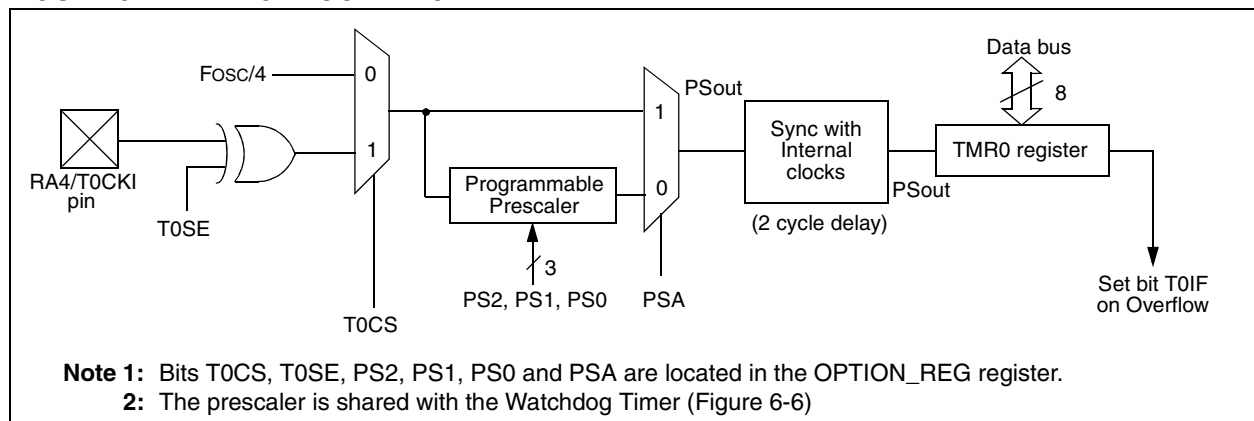 Data bus
8
FOSC/4
0
1
RA4/T0CKI
pin
T0SE
T0CS
Programmable
Prescaler
3
PS2, PS1, PS0
1
0
PSA
PSout
Sync with
Internal
clocks
(2 cycle delay)
PSout
TMR0 register
Set bit T0IF
on Overflow
Note 1: Bits T0CS, T0SE, PS2, PS1, PS0 and PSA are located in the OPTION_REG register.
2: The prescaler is shared with the Watchdog Timer (Figure 6-6)